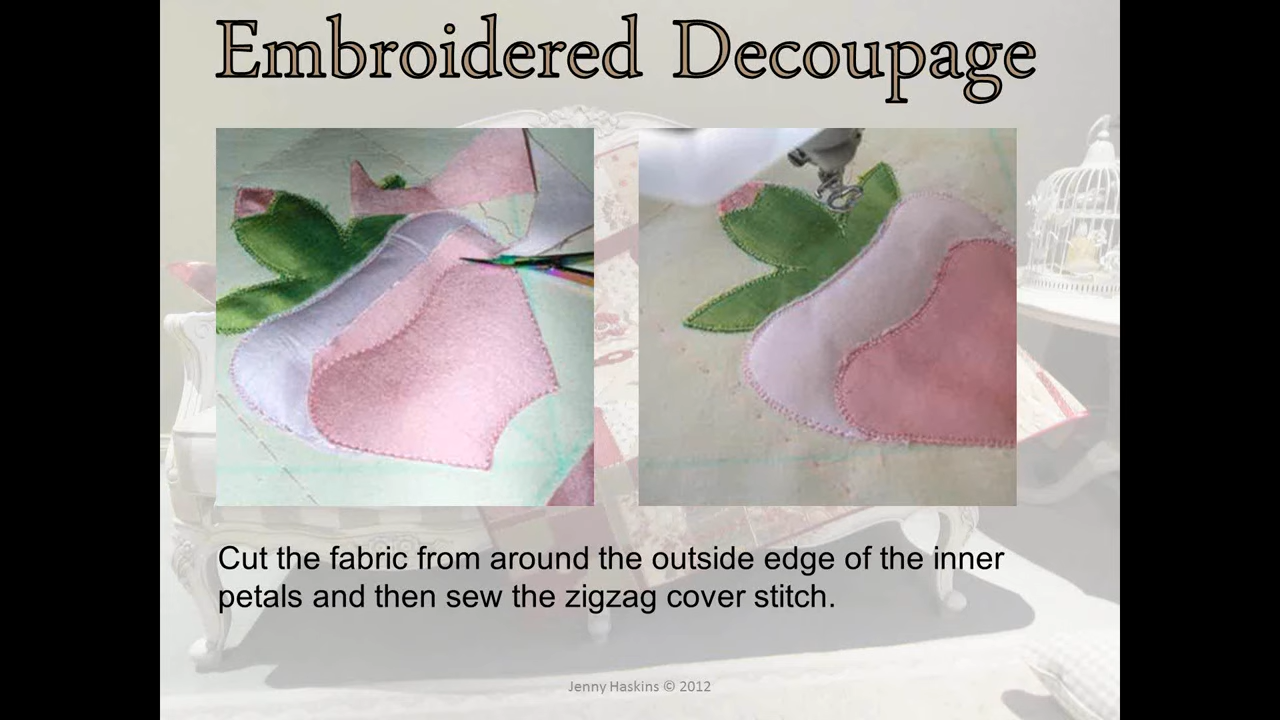 Embroidered Decoupage
Cut the fabric from around the outside edge of the inner
petals and then sew the zigzag cover stitch.
Jenny Haskins © 2012